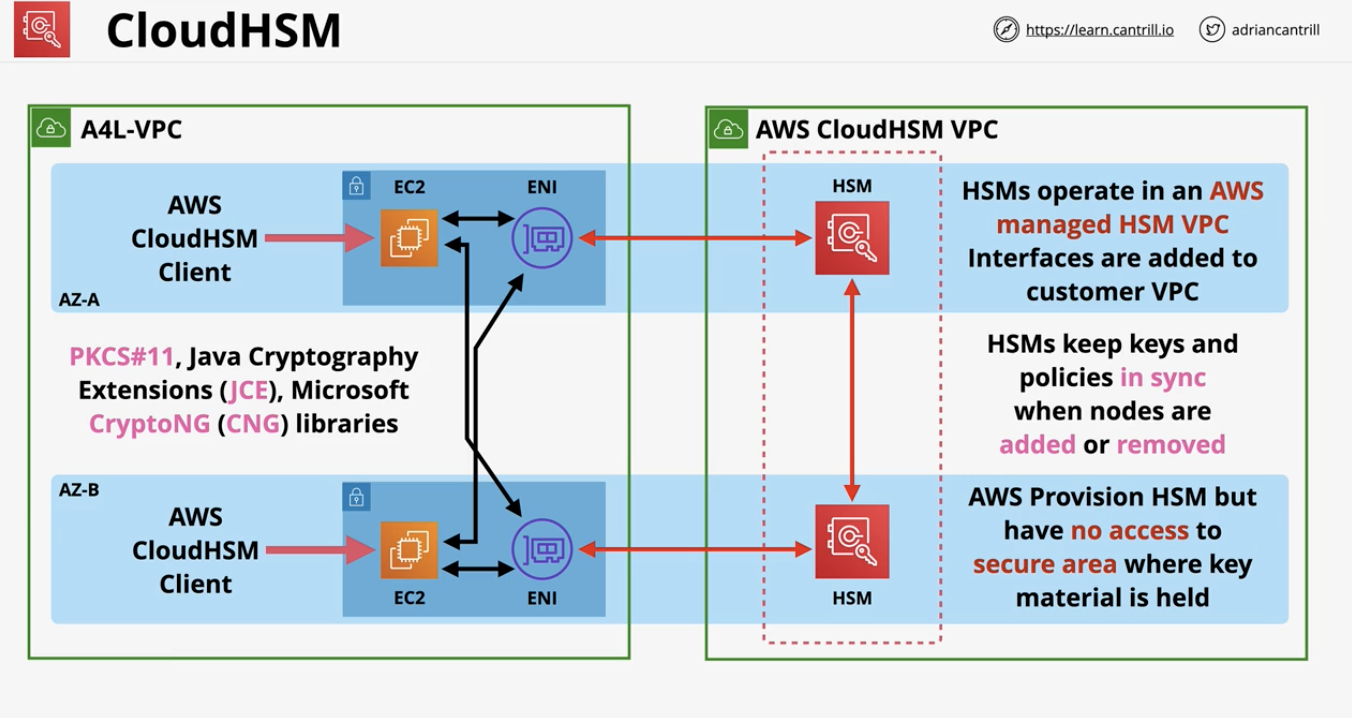 CloudHSM
https://learn.cantrill.io
adriancantrill
A4L-VPC
AWS
CloudHSM
Client
AZ-A
EC2
ENI
PKCS#11, Java Cryptography
Extensions (JCE), Microsoft
CryptoNG (CNG) libraries
AZ-B
AWS
CloudHSM
Client
EC2
ENI
AWS CloudHSM VPC
HSM
HSMs operate in an AWS
managed HSM VPC
Interfaces are added to
customer VPC
HSMs keep keys and
policies in sync
when nodes are
added or removed
HSM
AWS Provision HSM but
have no access to
secure area where key
material is held